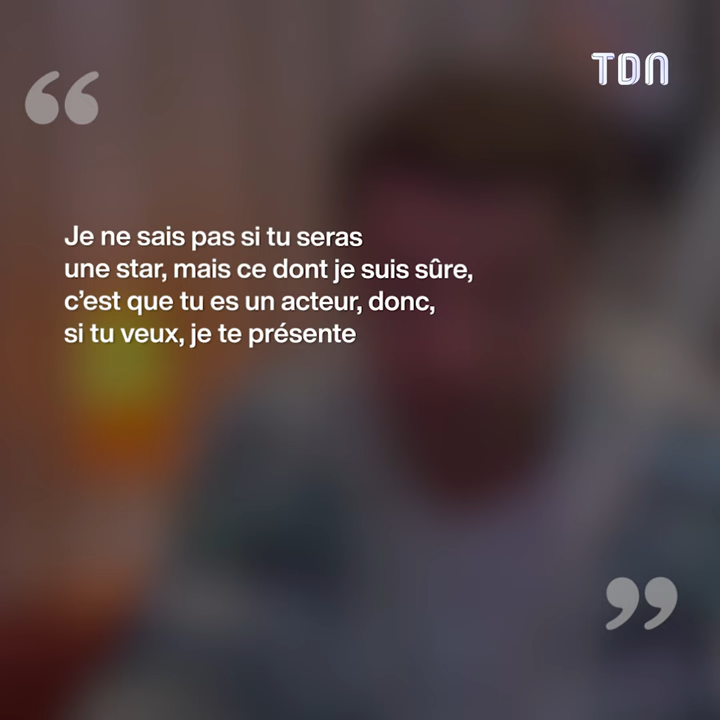 TDN
“
Je ne sais pas si tu seras
une star, mais ce dont je suis sûre,
c’est que tu es un acteur, donc,
si tu veux, je te présente
”